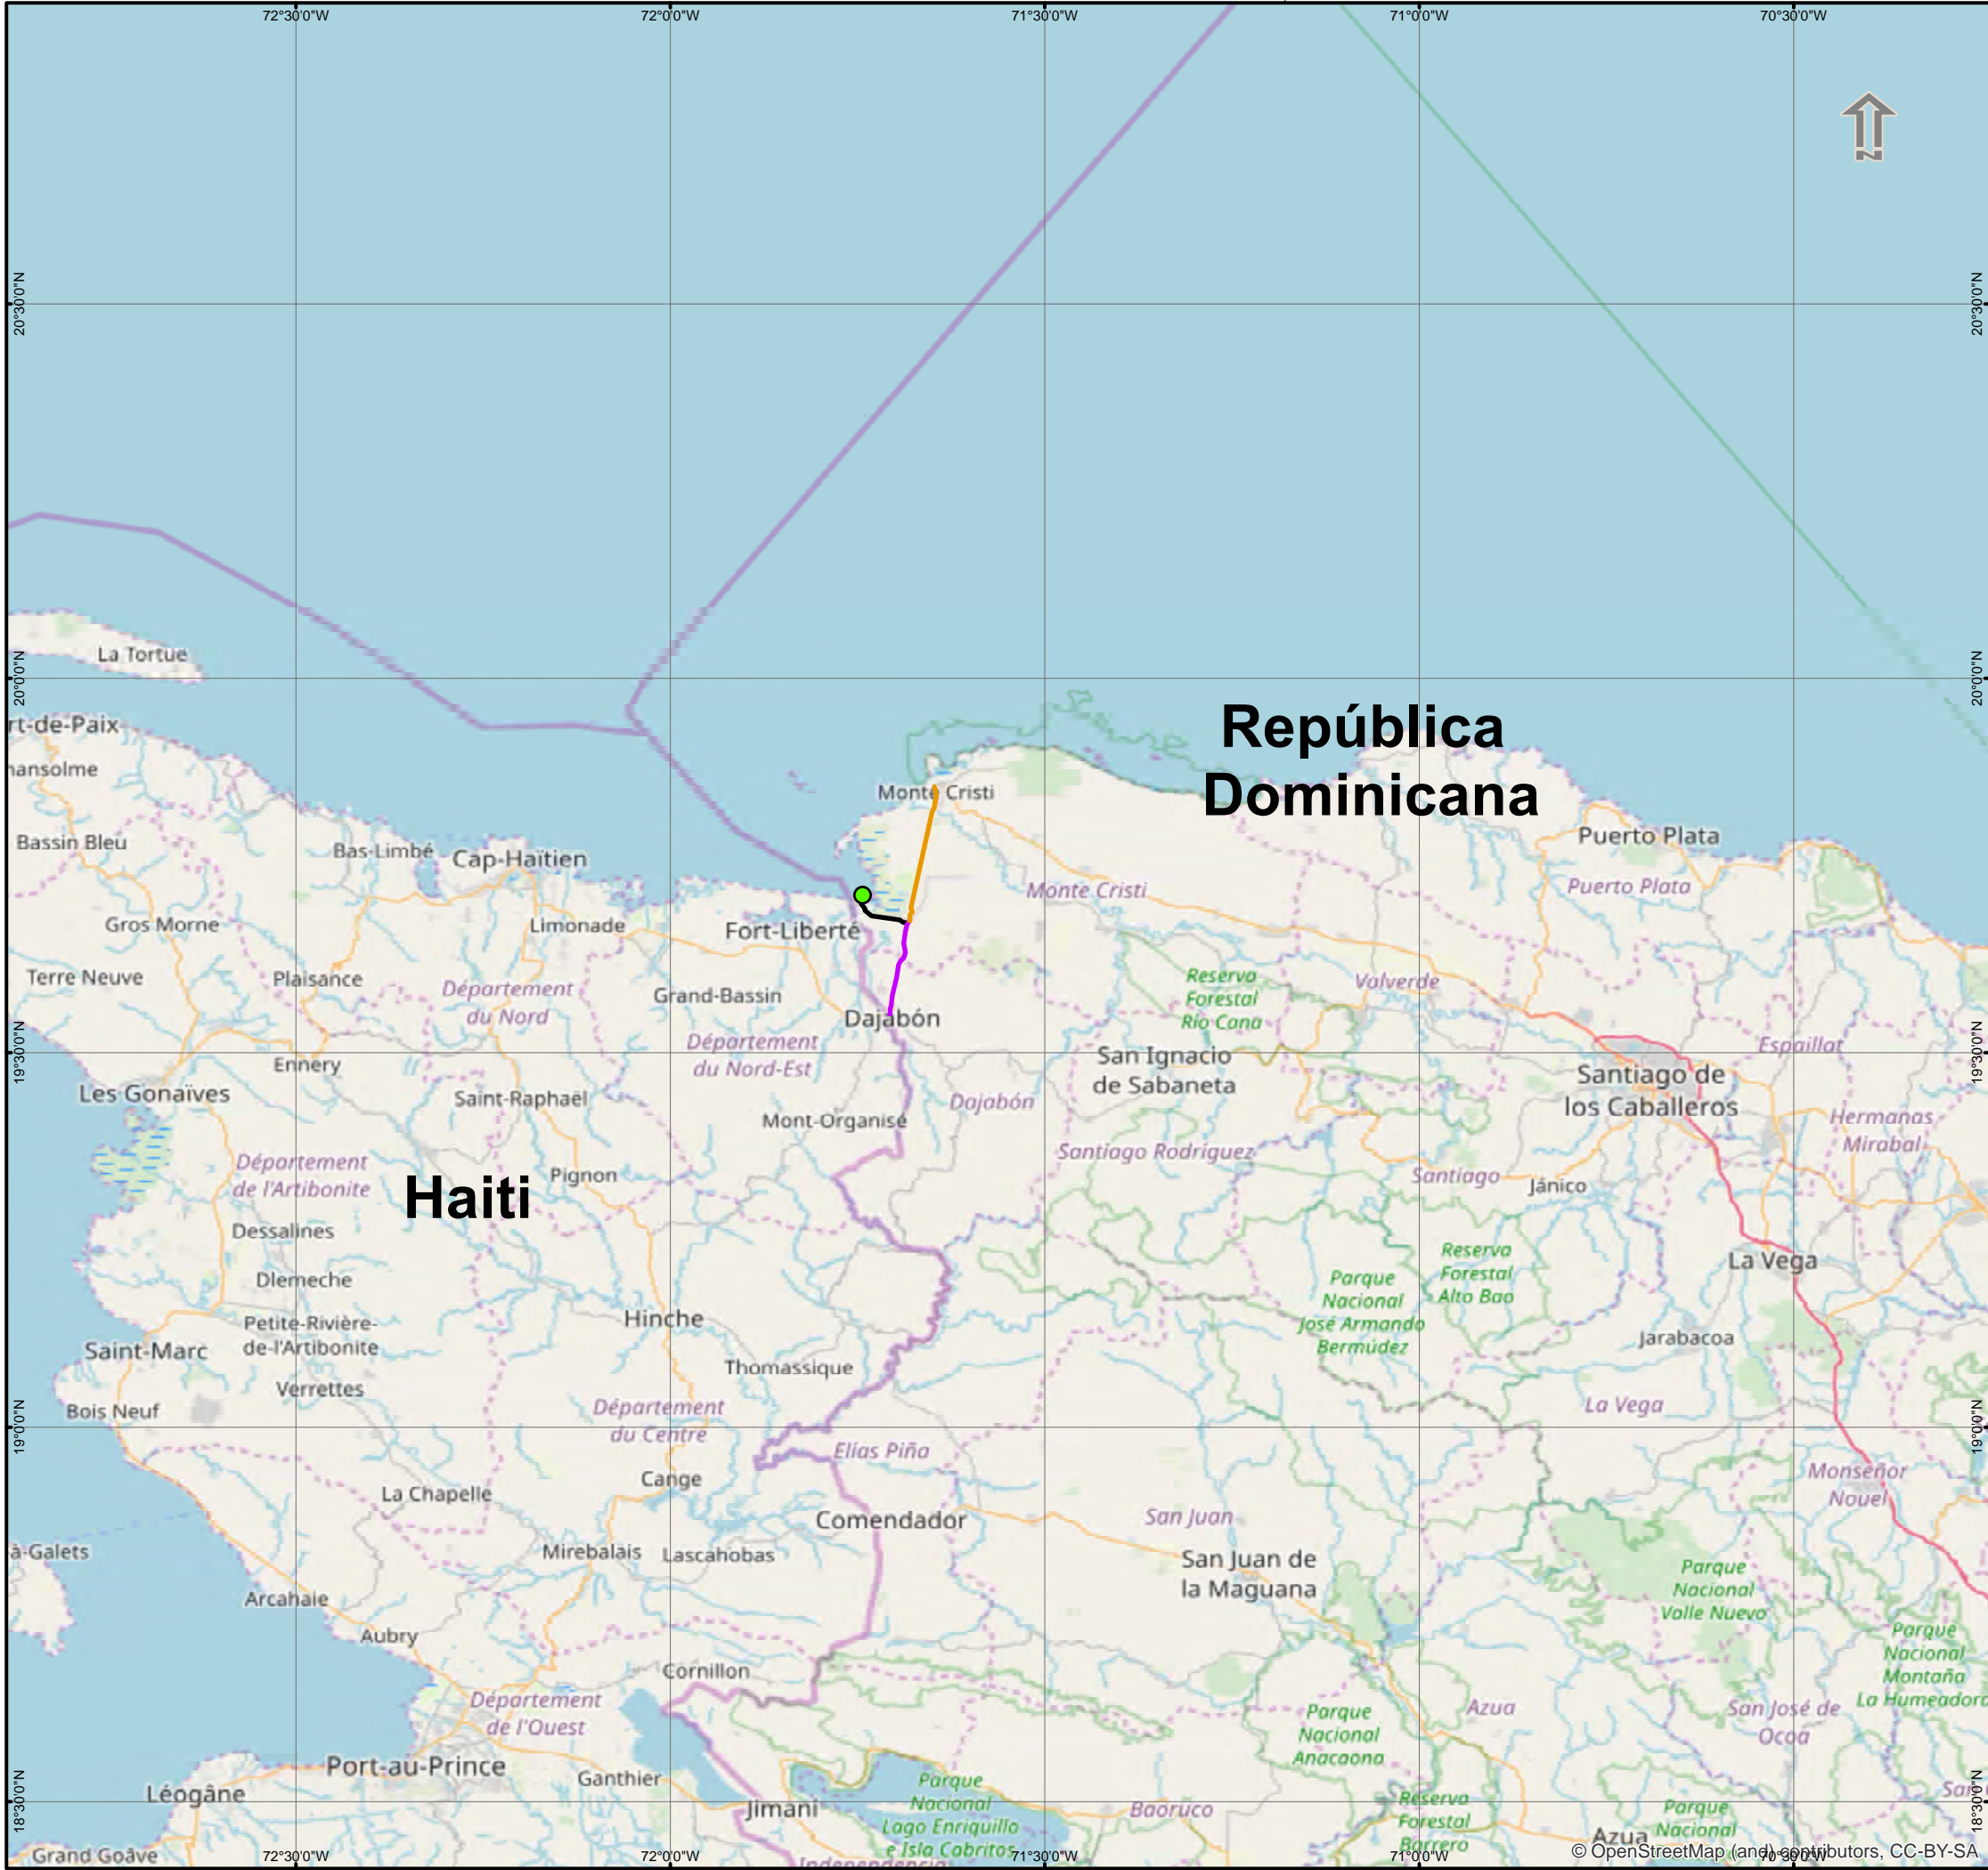 72°30'0"W
72°0'0"W
71°30'0"W
71°0'0"W
70°30'0"W
N
20°30'0"N
20°30'0"N
La Tortue
20°0'0"N
20°0'0"N
rt-de-Paix
República
Dominicana
ansolme
Monte Cristi
Bassin Bleu
Bas-Limbé
Cap-Haïtien
Puerto Plata
Monte Cristi
Puerto Plata
Gros Morne
Limonade
Fort-Liberté
Terre Neuve
Plaisance
Département
du Nord
Grand-Bassin
Reserva
Forestal
Río Cana
Valverde
Dajabón
Département
du Nord-Est
19°30'0"N
19°30'0"N
Ennery
San Ignacio
de Sabaneta
Espaillat
Les Gonaïves
Saint-Raphaël
Dajabón
Santiago de
los Caballeros
Mont-Organisé
Hermanas
Mirabal
Santiago Rodríguez
Département
de l'Artibonite
Haiti
Pignon
Santiago
Jánico
Dessalines
Dlemeche
Reserva
Forestal
Alto Bao
La Vega
Parque
Nacional
José Armando
Bermúdez
Petite-Rivière-
de-l'Artibonite
Hinche
Saint-Marc
Thomassique
Jarabacoa
Verrettes
Bois Neuf
Département
du Centre
La Vega
19°0'0"N
19°0'0"N
Elías Piña
Cange
Monseñor
Nouel
La Chapelle
Comendador
San Juan
à-Galets
Mirebalais
Lascahobas
San Juan de
la Maguana
Parque
Nacional
Valle Nuevo
Arcahaie
Aubry
Cornillon
Parque
Nacional
Montaña
La Humeadora
Département
de l'Ouest
Parque
Nacional
Anacaona
Azua
San José de
Ocoa
Port-au-Prince
Ganthier
Léogâne
Jimaní
Parque
Nacional
Lago Enriquillo
e Isla Cabritos
Baoruco
Reserva
Forestal
Barrero
Parque
Nacional
San
18°30'0"N
18°30'0"N
Grand Goâve
Independencia
Azua
© OpenStreetMap (and) contributors, CC-BY-SA
72°30'0"W
72°0'0"W
71°30'0"W
71°0'0"W
70°30'0"W